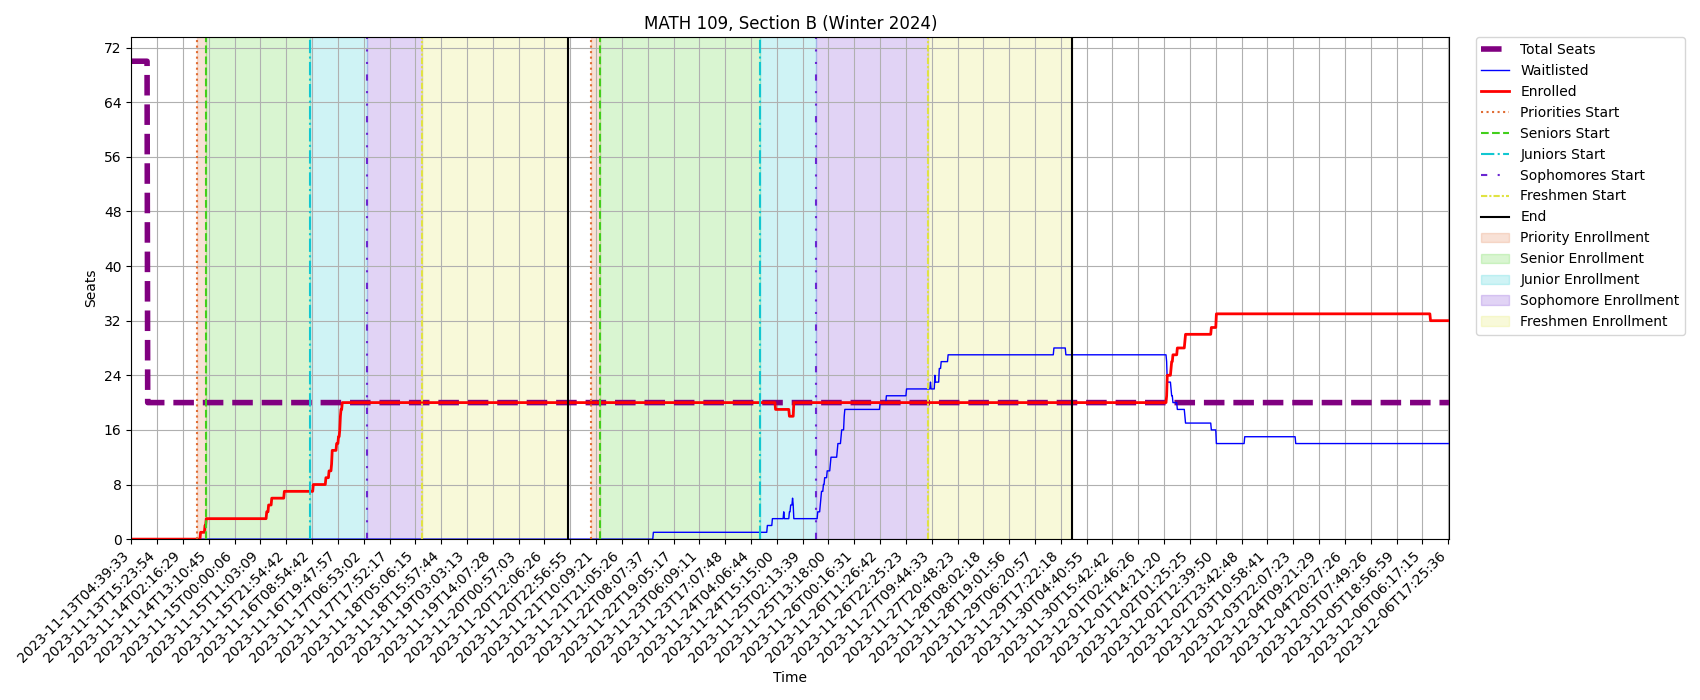 MATH 109, Section B (Winter 2024)
Seats
72
64
56
48
40
32
24
16
8
0
2023-11-13T04:39:33
2023-11-13T15:23:54
2023-11-14T02:16:29
2023-11-14T13:10:45
2023-11-15T00:00:06
2023-11-15T11:03:09
2023-11-15T21:54:42
2023-11-16T08:54:42
2023-11-16T19:47:57
2023-11-17T06:53:02
2023-11-17T17:52:17
2023-11-18T05:06:15
2023-11-18T15:57:44
2023-11-19T03:03:13
2023-11-19T14:07:28
2023-11-20T00:57:03
2023-11-20T12:06:26
2023-11-20T22:56:55
2023-11-21T10:09:21
2023-11-21T21:05:26
2023-11-22T08:07:37
2023-11-22T19:05:17
2023-11-23T06:09:11
2023-11-23T17:07:48
2023-11-24T04:06:44
2023-11-24T15:15:00
2023-11-25T02:13:39
2023-11-25T13:18:00
2023-11-26T00:16:31
2023-11-26T11:26:42
2023-11-26T22:25:23
2023-11-27T09:44:33
2023-11-27T20:48:23
2023-11-28T08:02:18
2023-11-28T19:01:56
2023-11-29T06:20:57
2023-11-29T17:22:18
2023-11-30T04:40:55
2023-11-30T15:42:42
2023-12-01T02:46:26
2023-12-01T14:21:20
2023-12-02T01:25:25
2023-12-02T12:39:50
2023-12-02T23:42:48
2023-12-03T10:58:41
2023-12-03T22:07:23
2023-12-04T09:21:29
2023-12-04T20:27:26
2023-12-05T07:49:26
2023-12-05T18:56:59
2023-12-06T06:17:15
2023-12-06T17:25:36
Time
Total Seats
Waitlisted
Enrolled
Priorities Start
Seniors Start
Juniors Start
Sophomores Start
Freshmen Start
End
Priority Enrollment
Senior Enrollment
Junior Enrollment
Sophomore Enrollment
Freshmen Enrollment